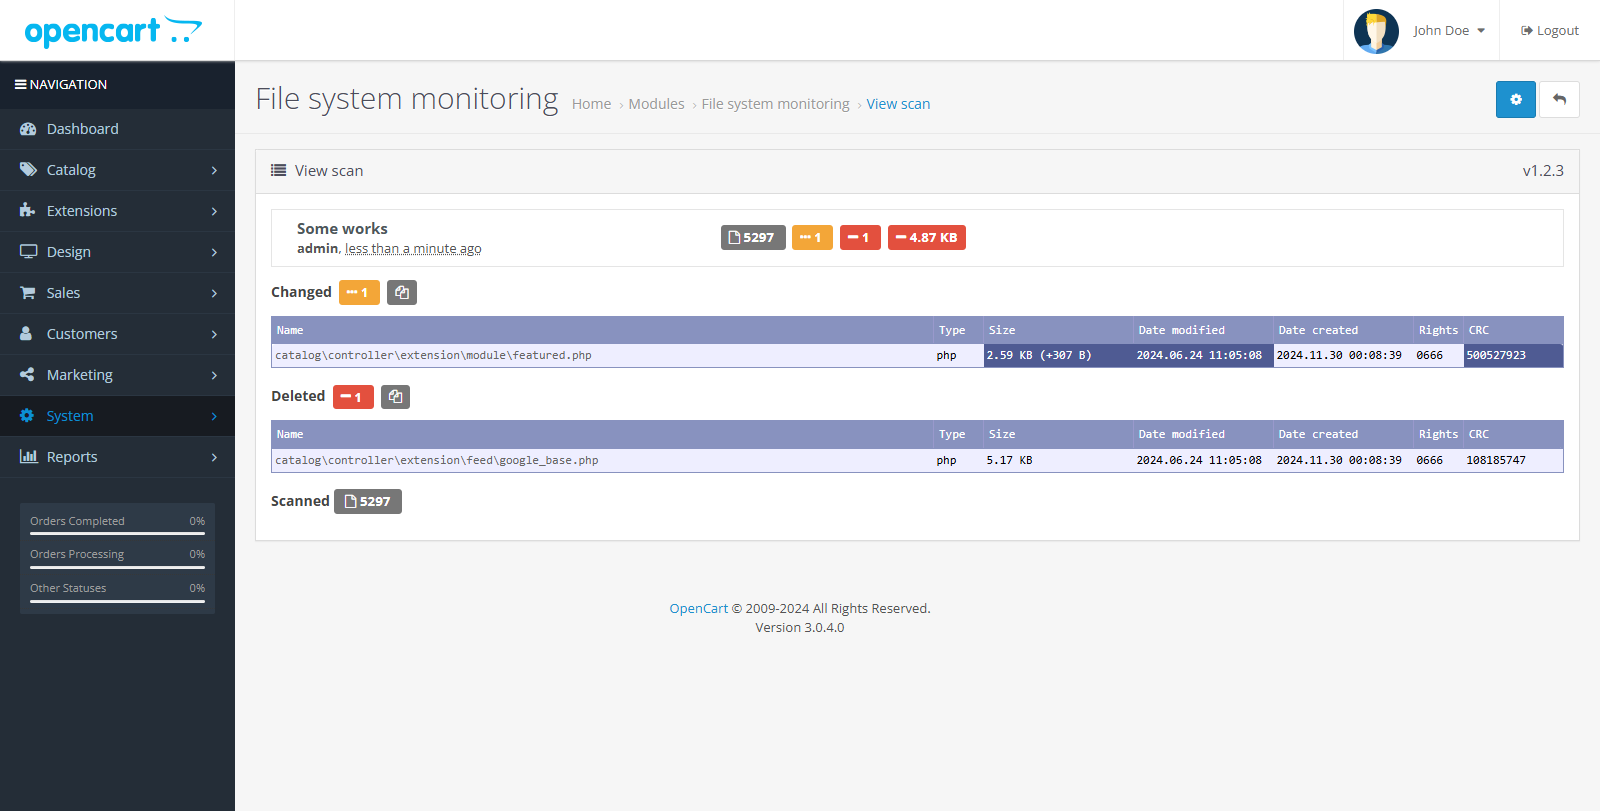 opencart
John Doe
Logout
NAVIGATION
Dashboard
Catalog
Extensions
Design
Sales
Customers
Marketing
System
Reports
Orders Completed 0%
Orders Processing 0%
Other Statuses 0%
File system monitoring
Home › Modules › File system monitoring › View scan
View scan
v1.2.3
Some works
admin, less than a minute ago
5297 1 1 4.87 KB
Changed 1
Name Type Size Date modified Date created Rights CRC
catalog\controller\extension\module\featured.php php 2.59 KB (+307 B) 2024.06.24 11:05:08 2024.11.30 00:08:39 0666 500527923
Deleted 1
Name Type Size Date modified Date created Rights CRC
catalog\controller\extension\feed\google_base.php php 5.17 KB 2024.06.24 11:05:08 2024.11.30 00:08:39 0666 108185747
Scanned 5297
OpenCart © 2009-2024 All Rights Reserved.
Version 3.0.4.0